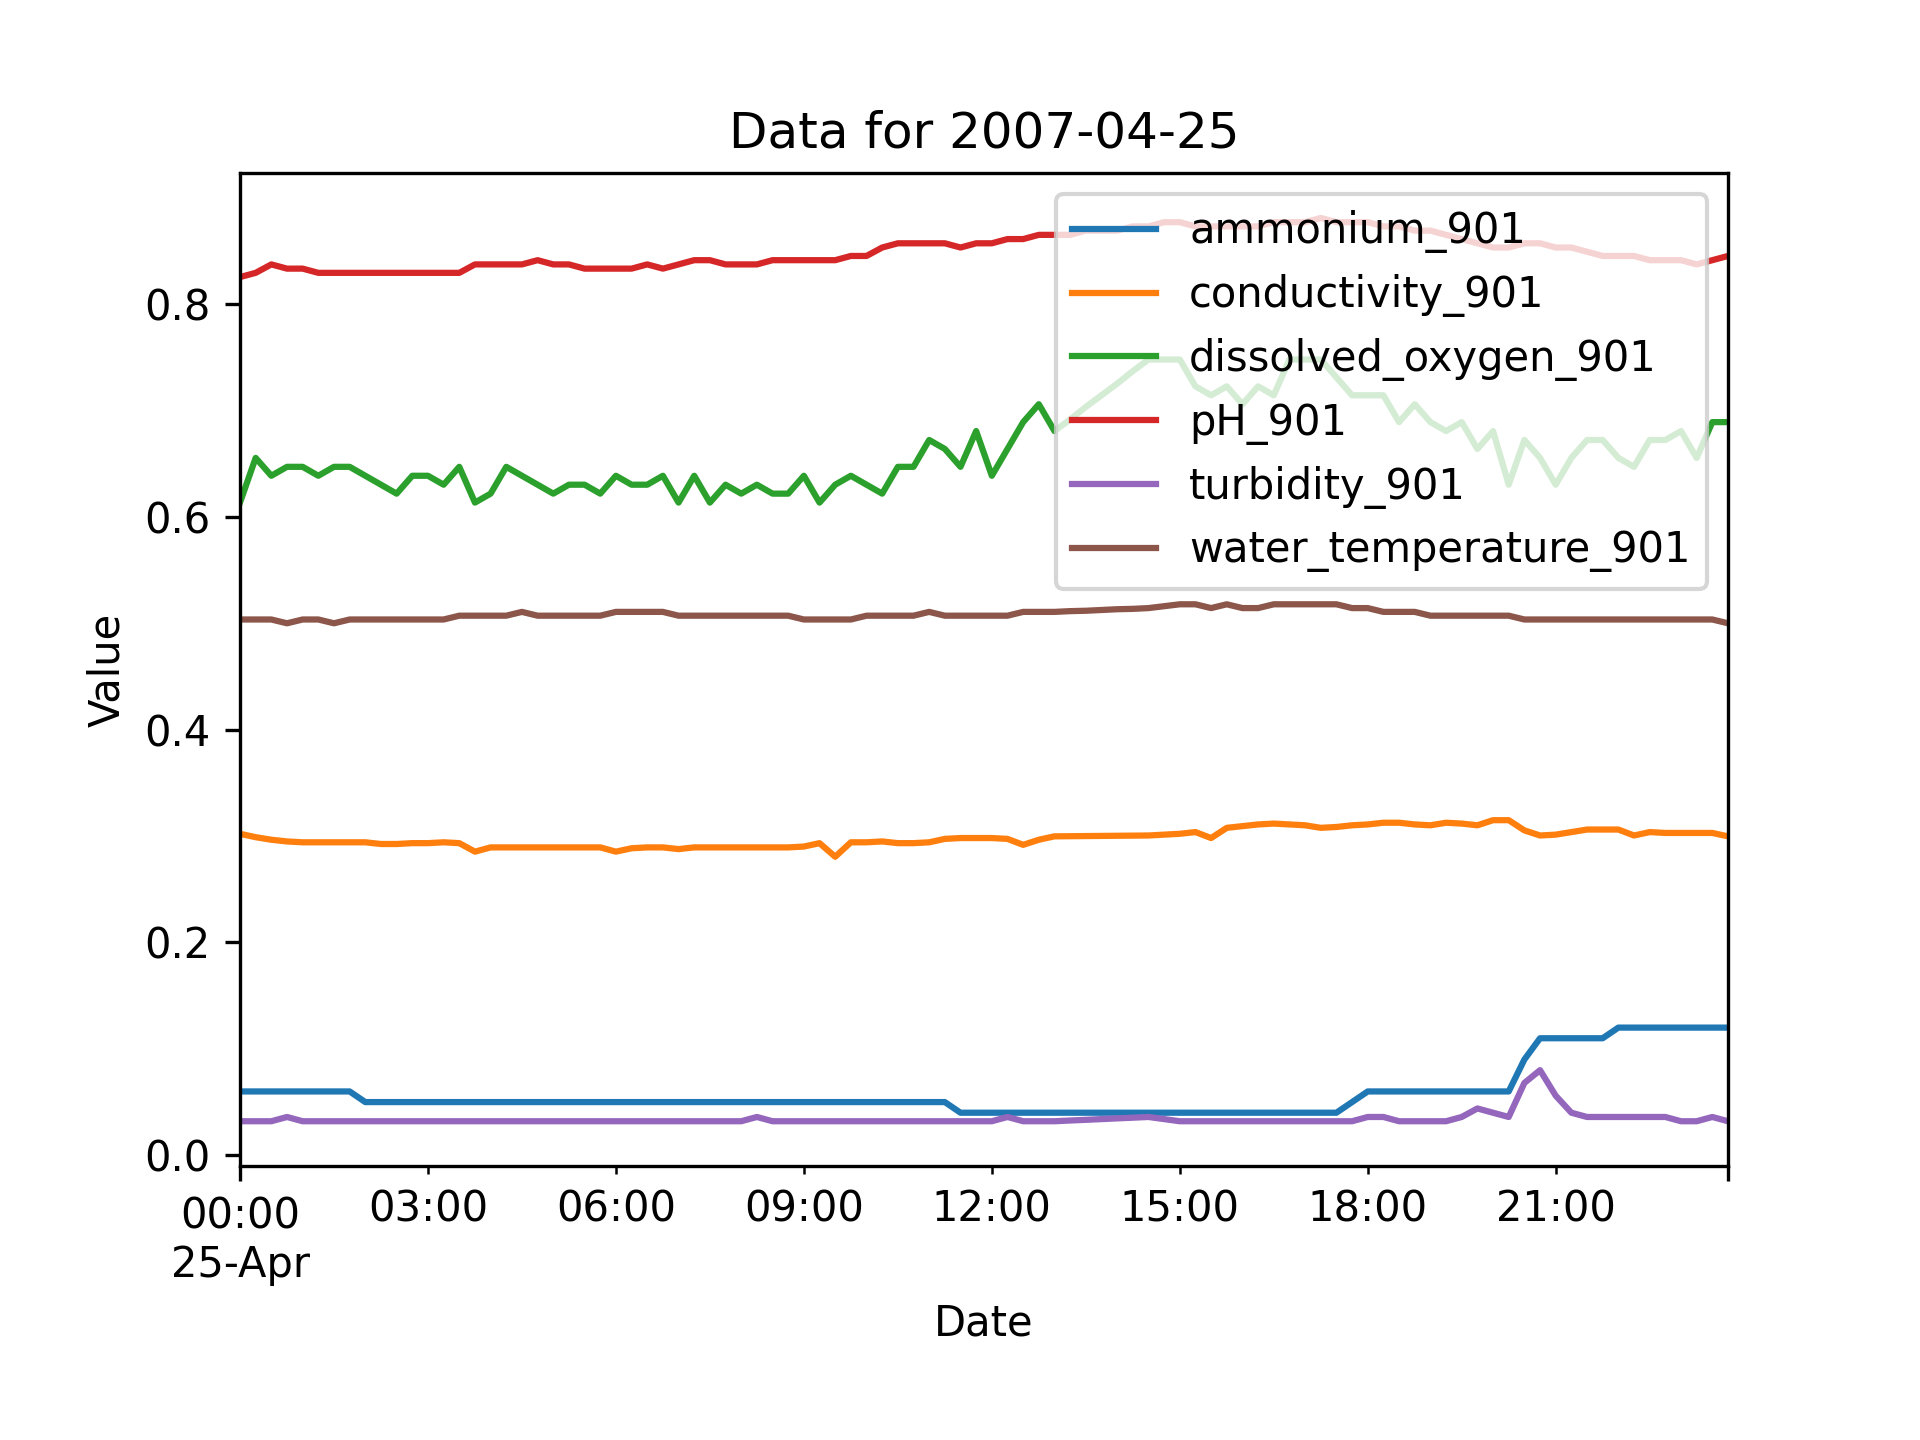 Data for 2007-04-25
ammonium_901
conductivity_901
dissolved_oxygen_901
pH_901
turbidity_901
water_temperature_901
Value
0.8
0.6
0.4
0.2
0.0
00:00 03:00 06:00 09:00 12:00 15:00 18:00 21:00
25-Apr
Date